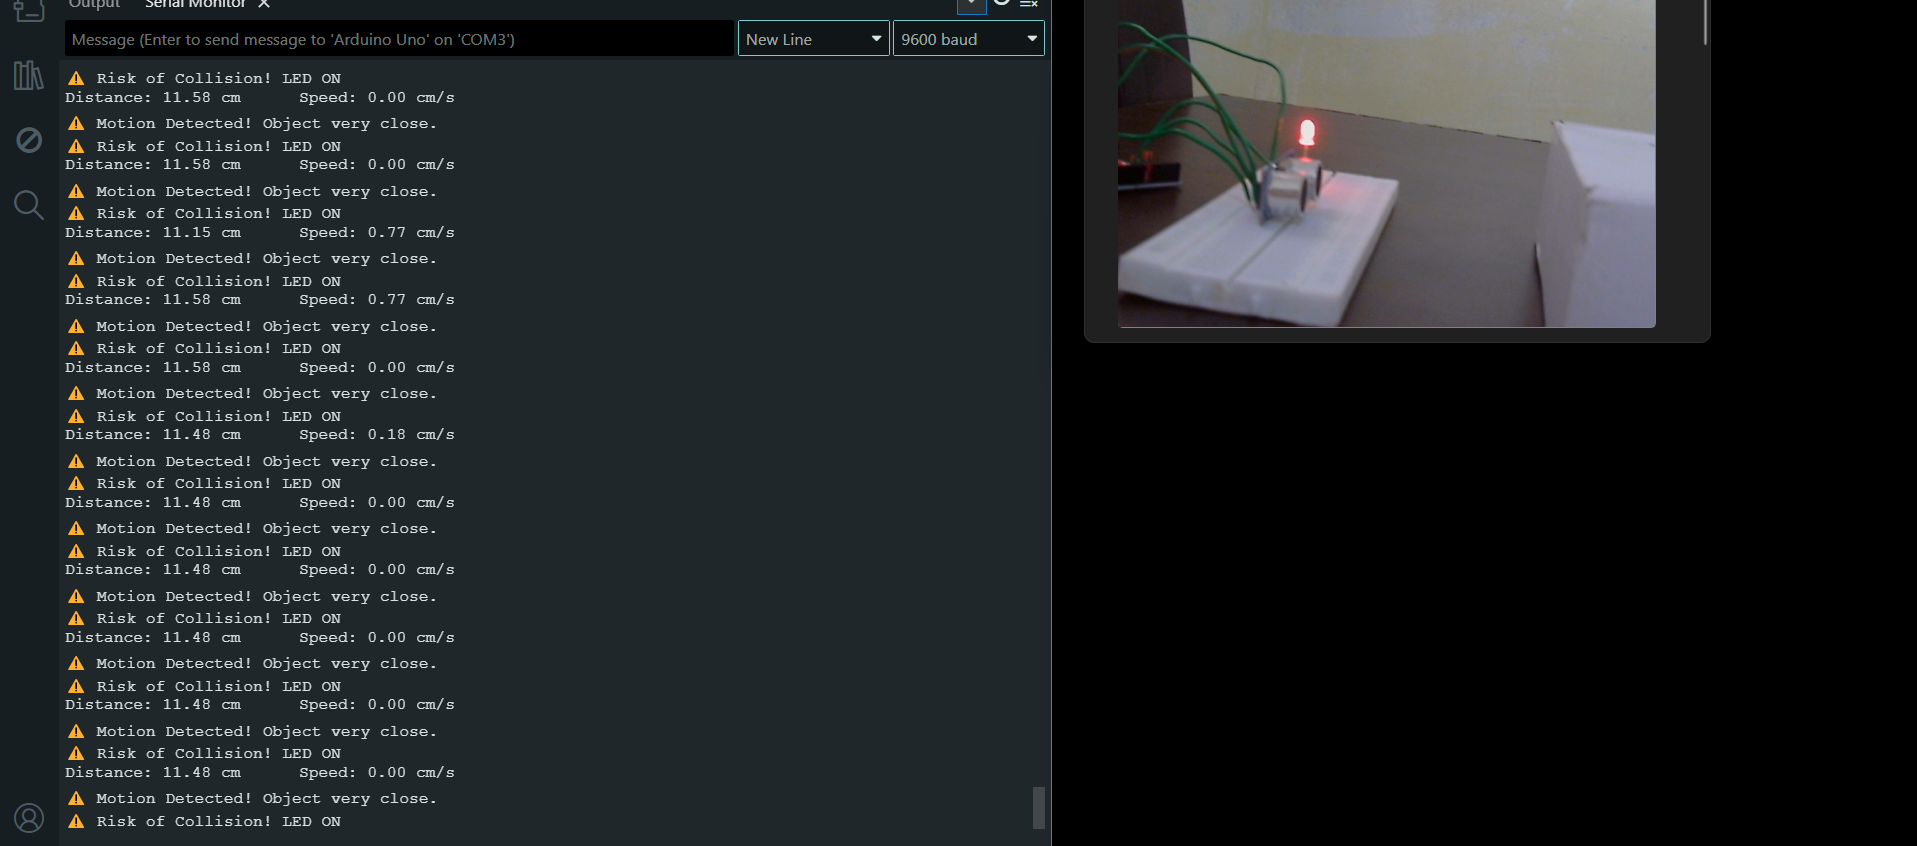 Output Serial Monitor
Message (Enter to send message to 'Arduino Uno' on 'COM3')
New Line
9600 baud
⚠ Risk of Collision! LED ON
Distance: 11.58 cm Speed: 0.00 cm/s
⚠ Motion Detected! Object very close.
⚠ Risk of Collision! LED ON
Distance: 11.58 cm Speed: 0.00 cm/s
⚠ Motion Detected! Object very close.
⚠ Risk of Collision! LED ON
Distance: 11.15 cm Speed: 0.77 cm/s
⚠ Motion Detected! Object very close.
⚠ Risk of Collision! LED ON
Distance: 11.58 cm Speed: 0.77 cm/s
⚠ Motion Detected! Object very close.
⚠ Risk of Collision! LED ON
Distance: 11.58 cm Speed: 0.00 cm/s
⚠ Motion Detected! Object very close.
⚠ Risk of Collision! LED ON
Distance: 11.48 cm Speed: 0.18 cm/s
⚠ Motion Detected! Object very close.
⚠ Risk of Collision! LED ON
Distance: 11.48 cm Speed: 0.00 cm/s
⚠ Motion Detected! Object very close.
⚠ Risk of Collision! LED ON
Distance: 11.48 cm Speed: 0.00 cm/s
⚠ Motion Detected! Object very close.
⚠ Risk of Collision! LED ON
Distance: 11.48 cm Speed: 0.00 cm/s
⚠ Motion Detected! Object very close.
⚠ Risk of Collision! LED ON
Distance: 11.48 cm Speed: 0.00 cm/s
⚠ Motion Detected! Object very close.
⚠ Risk of Collision! LED ON
Distance: 11.48 cm Speed: 0.00 cm/s
⚠ Motion Detected! Object very close.
⚠ Risk of Collision! LED ON